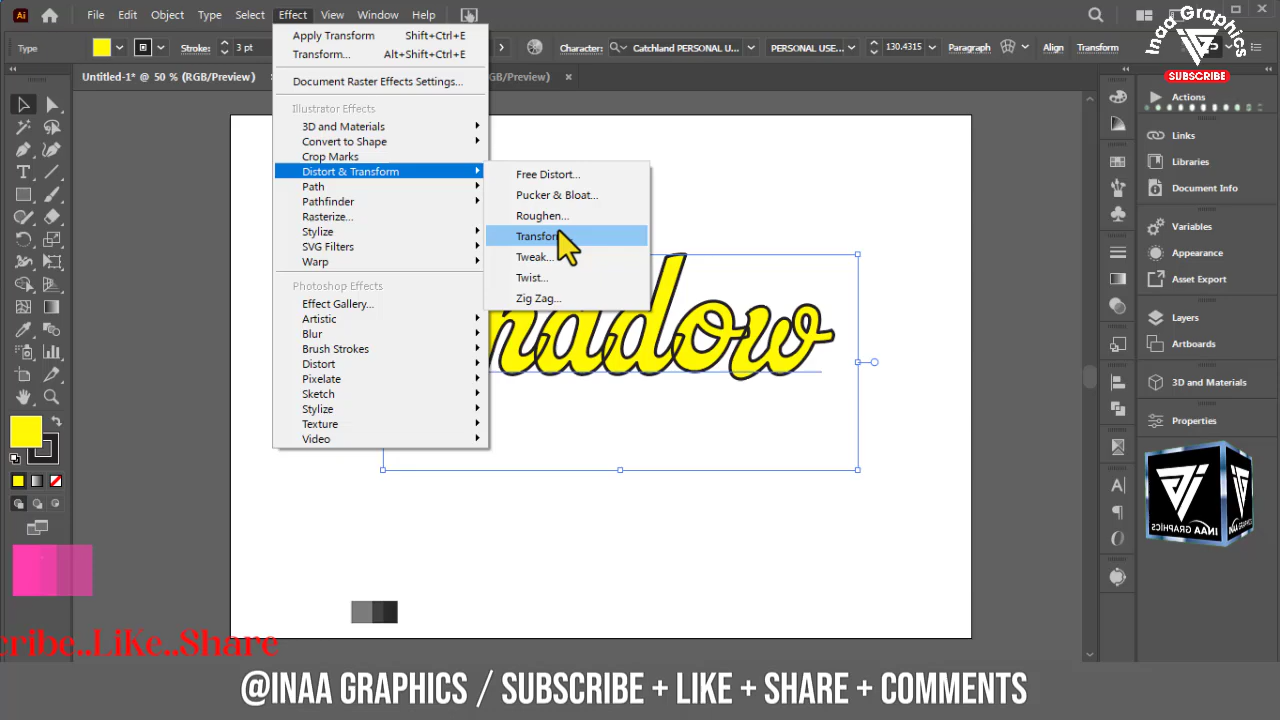 File Edit Object Type Select Effect View Window Help
Type Stroke: 3 pt Character: Catchland PERSONAL U... PERSONAL USE... 130.4315 Paragraph Align Transform
Untitled-1* @ 50 % (RGB/Preview) GB/Preview)
Apply Transform Shift+Ctrl+E
Transform... Alt+Shift+Ctrl+E
Document Raster Effects Settings...
Illustrator Effects
3D and Materials
Convert to Shape
Crop Marks
Distort & Transform
Path
Pathfinder
Rasterize...
Stylize
SVG Filters
Warp
Photoshop Effects
Effect Gallery...
Artistic
Blur
Brush Strokes
Distort
Pixelate
Sketch
Stylize
Texture
Video
Free Distort...
Pucker & Bloat...
Roughen...
Transfor
Tweak...
Twist...
Zig Zag...
hadow
Actions
Links
Libraries
Document Info
Variables
Appearance
Asset Export
Layers
Artboards
3D and Materials
Properties
Inaa Graphics
SUBSCRIBE
INAA GRAPHICS
cribe..LiKe..Share
@INAA GRAPHICS / SUBSCRIBE + LIKE + SHARE + COMMENTS